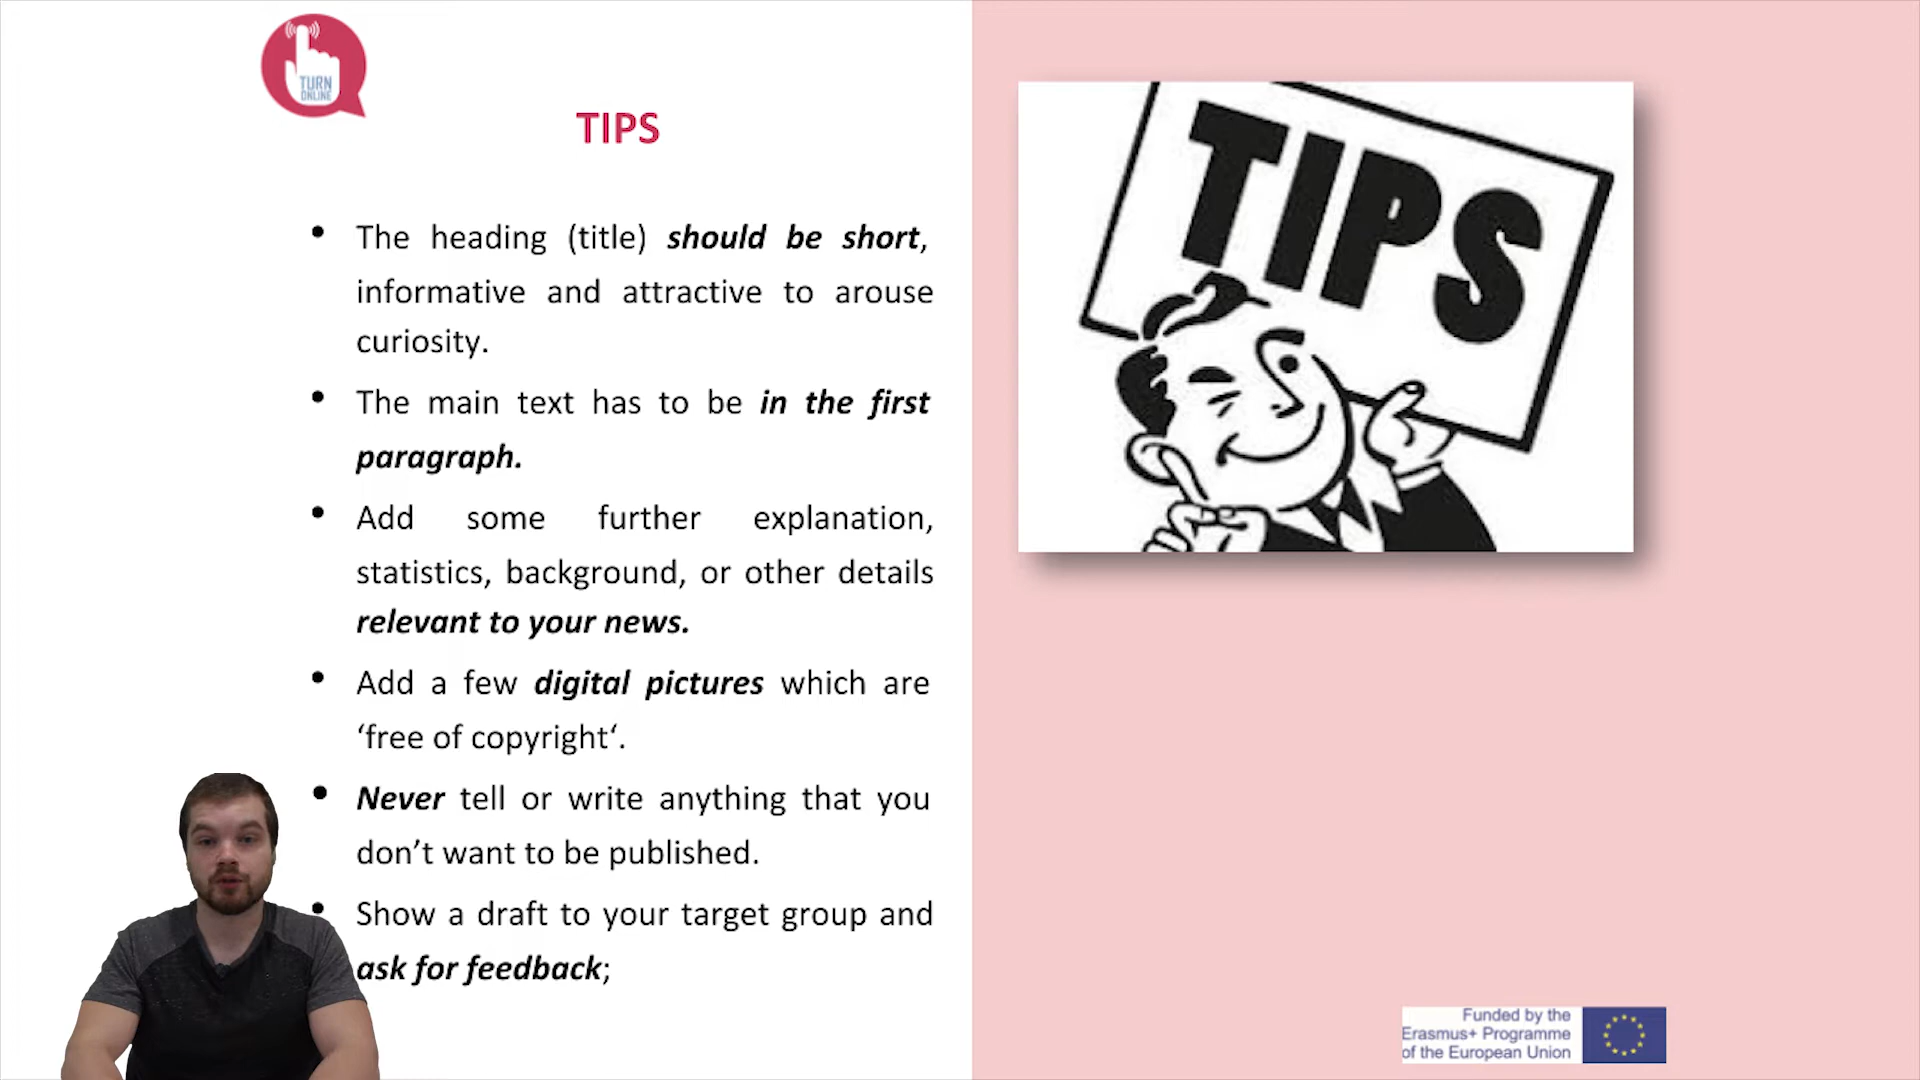 TURN
ONLINE
TIPS
• The heading (title) should be short,
informative and attractive to arouse
curiosity.
• The main text has to be in the first
paragraph.
• Add some further explanation,
statistics, background, or other details
relevant to your news.
• Add a few digital pictures which are
‘free of copyright‘.
• Never tell or write anything that you
don’t want to be published.
• Show a draft to your target group and
ask for feedback;
TIPS
Funded by the
Erasmus+ Programme
of the European Union